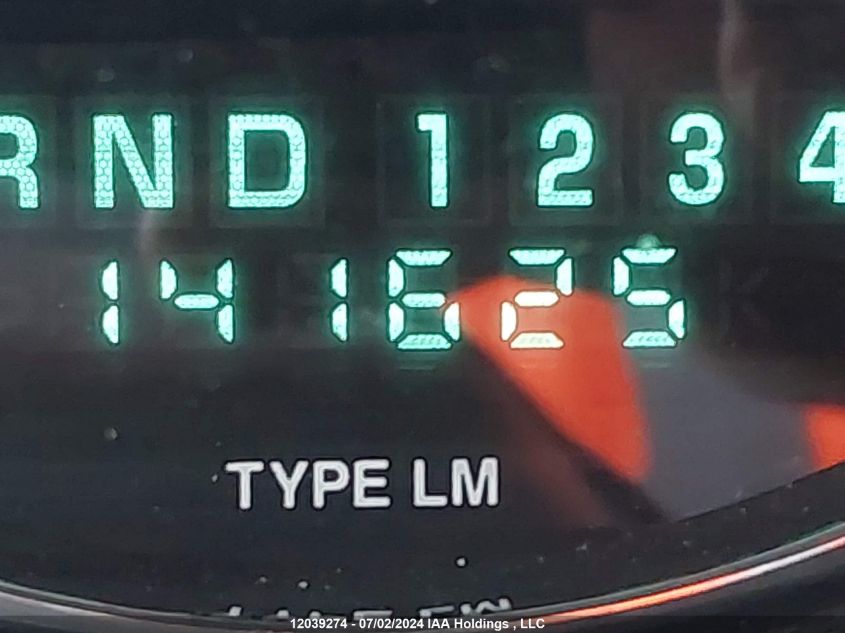 RND 1 2 3 4
141625
TYPE LM
12039274 - 07/02/2024 IAA Holdings , LLC